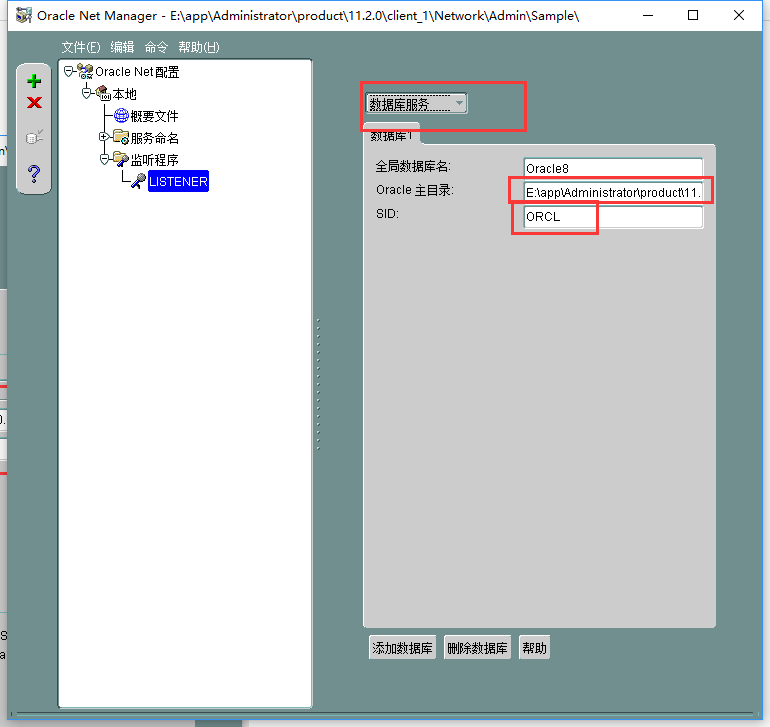 Oracle Net Manager - E:\app\Administrator\product\11.2.0\client_1\Network\Admin\Sample\
文件(F) 编辑 命令 帮助(H)
Oracle Net 配置
本地
概要文件
服务命名
监听程序
LISTENER
数据库服务
数据库1
全局数据库名: Oracle8
Oracle 主目录: E:\app\Administrator\product\11.
SID: ORCL
添加数据库 删除数据库 帮助